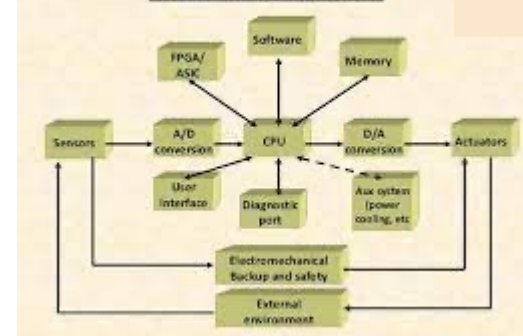 Software
FPGA/
ASIC
Memory
Sensors
A/D
conversion
CPU
D/A
conversion
Actuators
User
Interface
Diagnostic
port
Aux system
(power
cooling, etc
Electromechanical
Backup and safety
External
environment